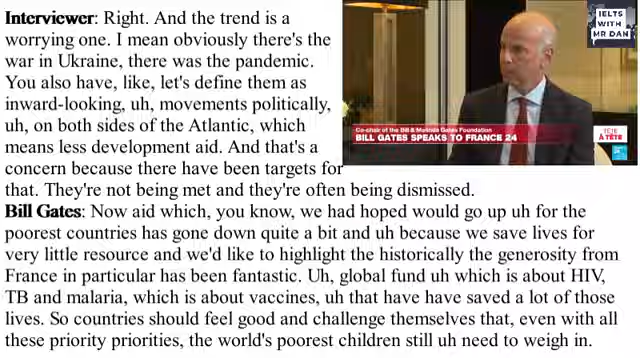 Interviewer: Right. And the trend is a
worrying one. I mean obviously there's the
war in Ukraine, there was the pandemic.
You also have, like, let's define them as
inward-looking, uh, movements politically,
uh, on both sides of the Atlantic, which
means less development aid. And that's a
concern because there have been targets for
that. They're not being met and they're often being dismissed.
Bill Gates: Now aid which, you know, we had hoped would go up uh for the
poorest countries has gone down quite a bit and uh because we save lives for
very little resource and we'd like to highlight the historically the generosity from
France in particular has been fantastic. Uh, global fund uh which is about HIV,
TB and malaria, which is about vaccines, uh that have have saved a lot of those
lives. So countries should feel good and challenge themselves that, even with all
these priority priorities, the world's poorest children still uh need to weigh in.
IELTS
WITH
MR DAN
Co-chair of the Bill & Melinda Gates Foundation
BILL GATES SPEAKS TO FRANCE 24
TÊTE
À TÊTE